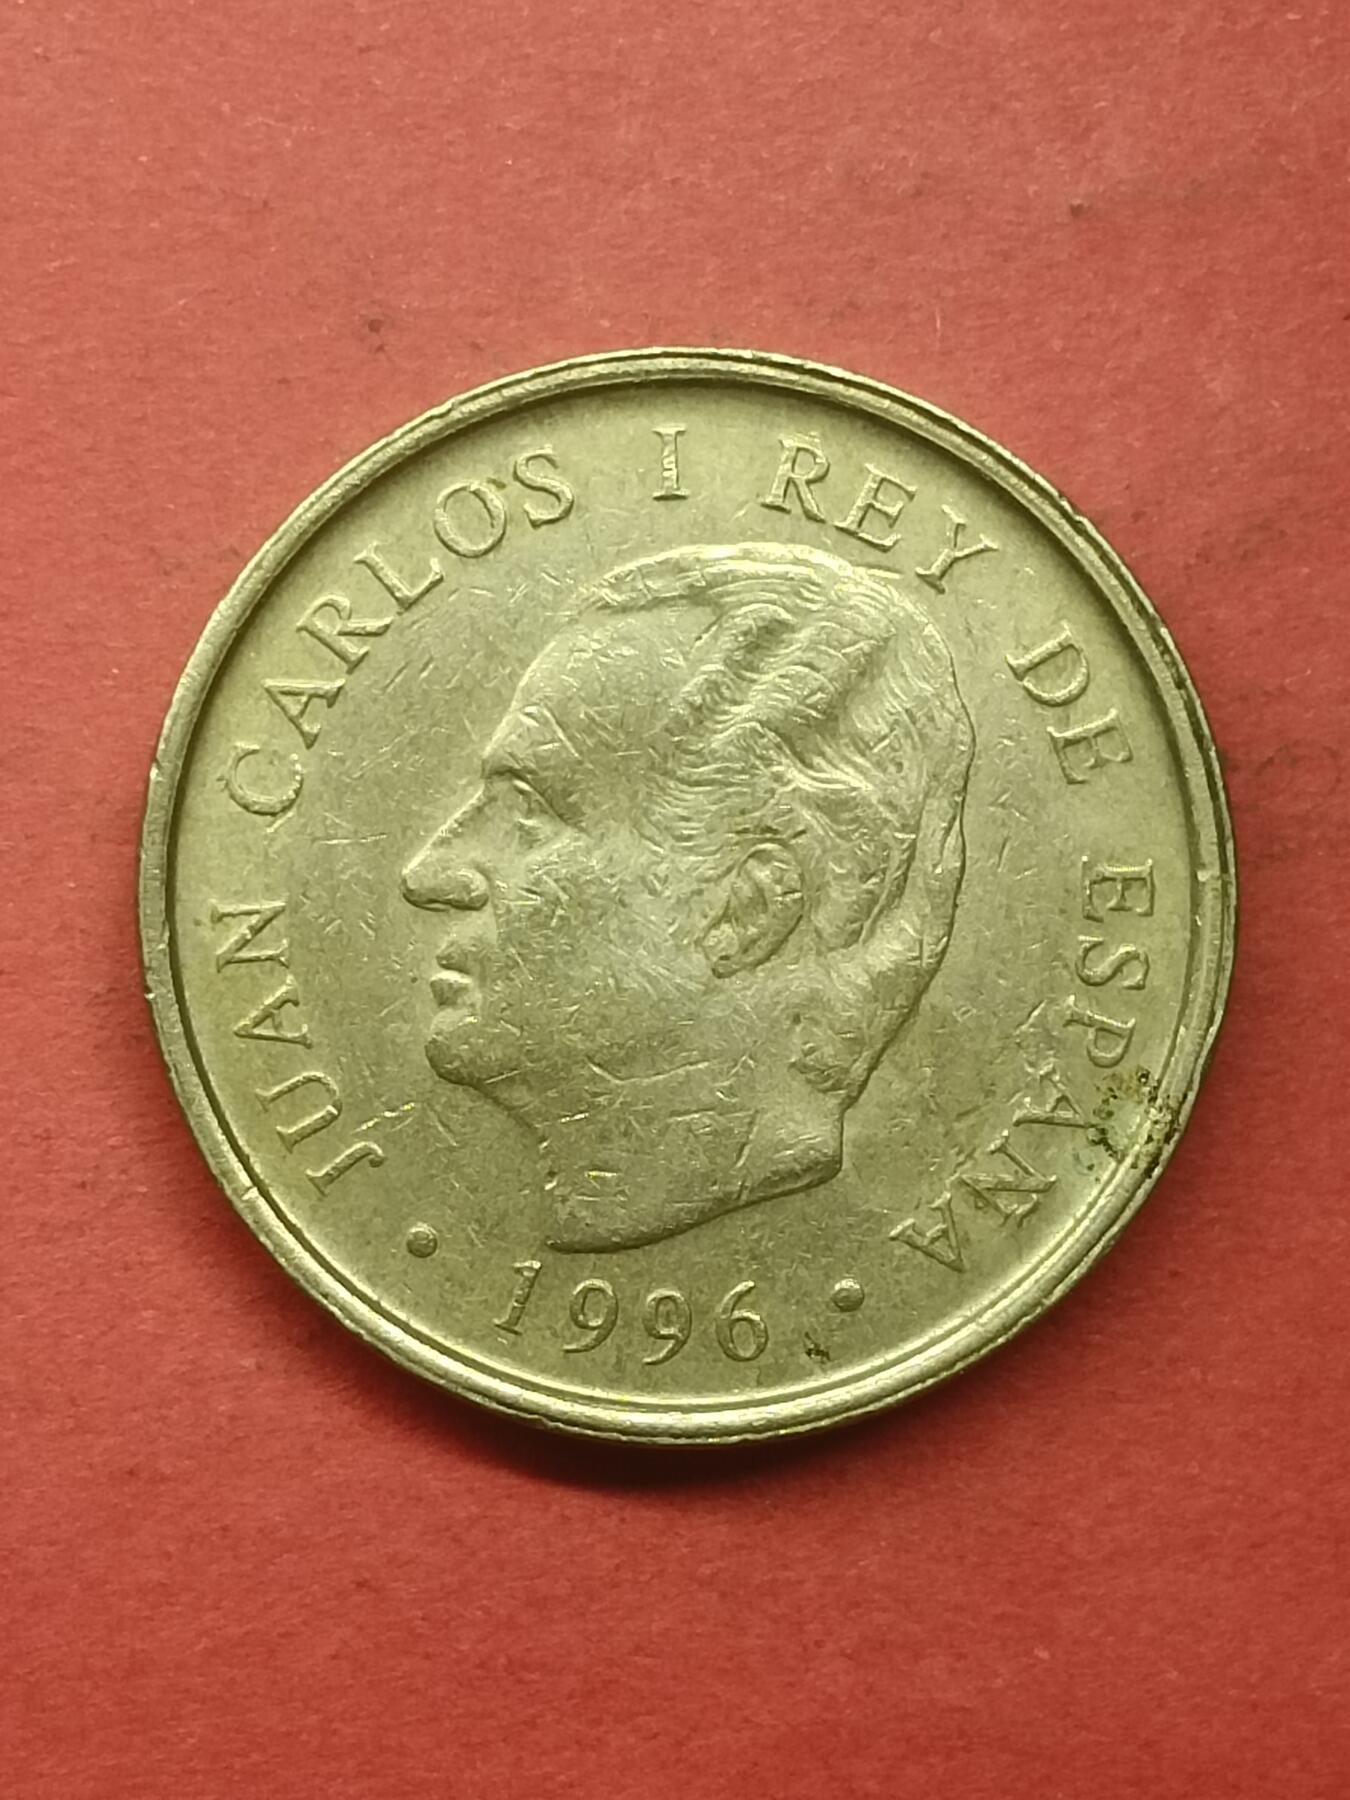 JUAN CARLOS I REY DE ESPAÑA
• 1996 •